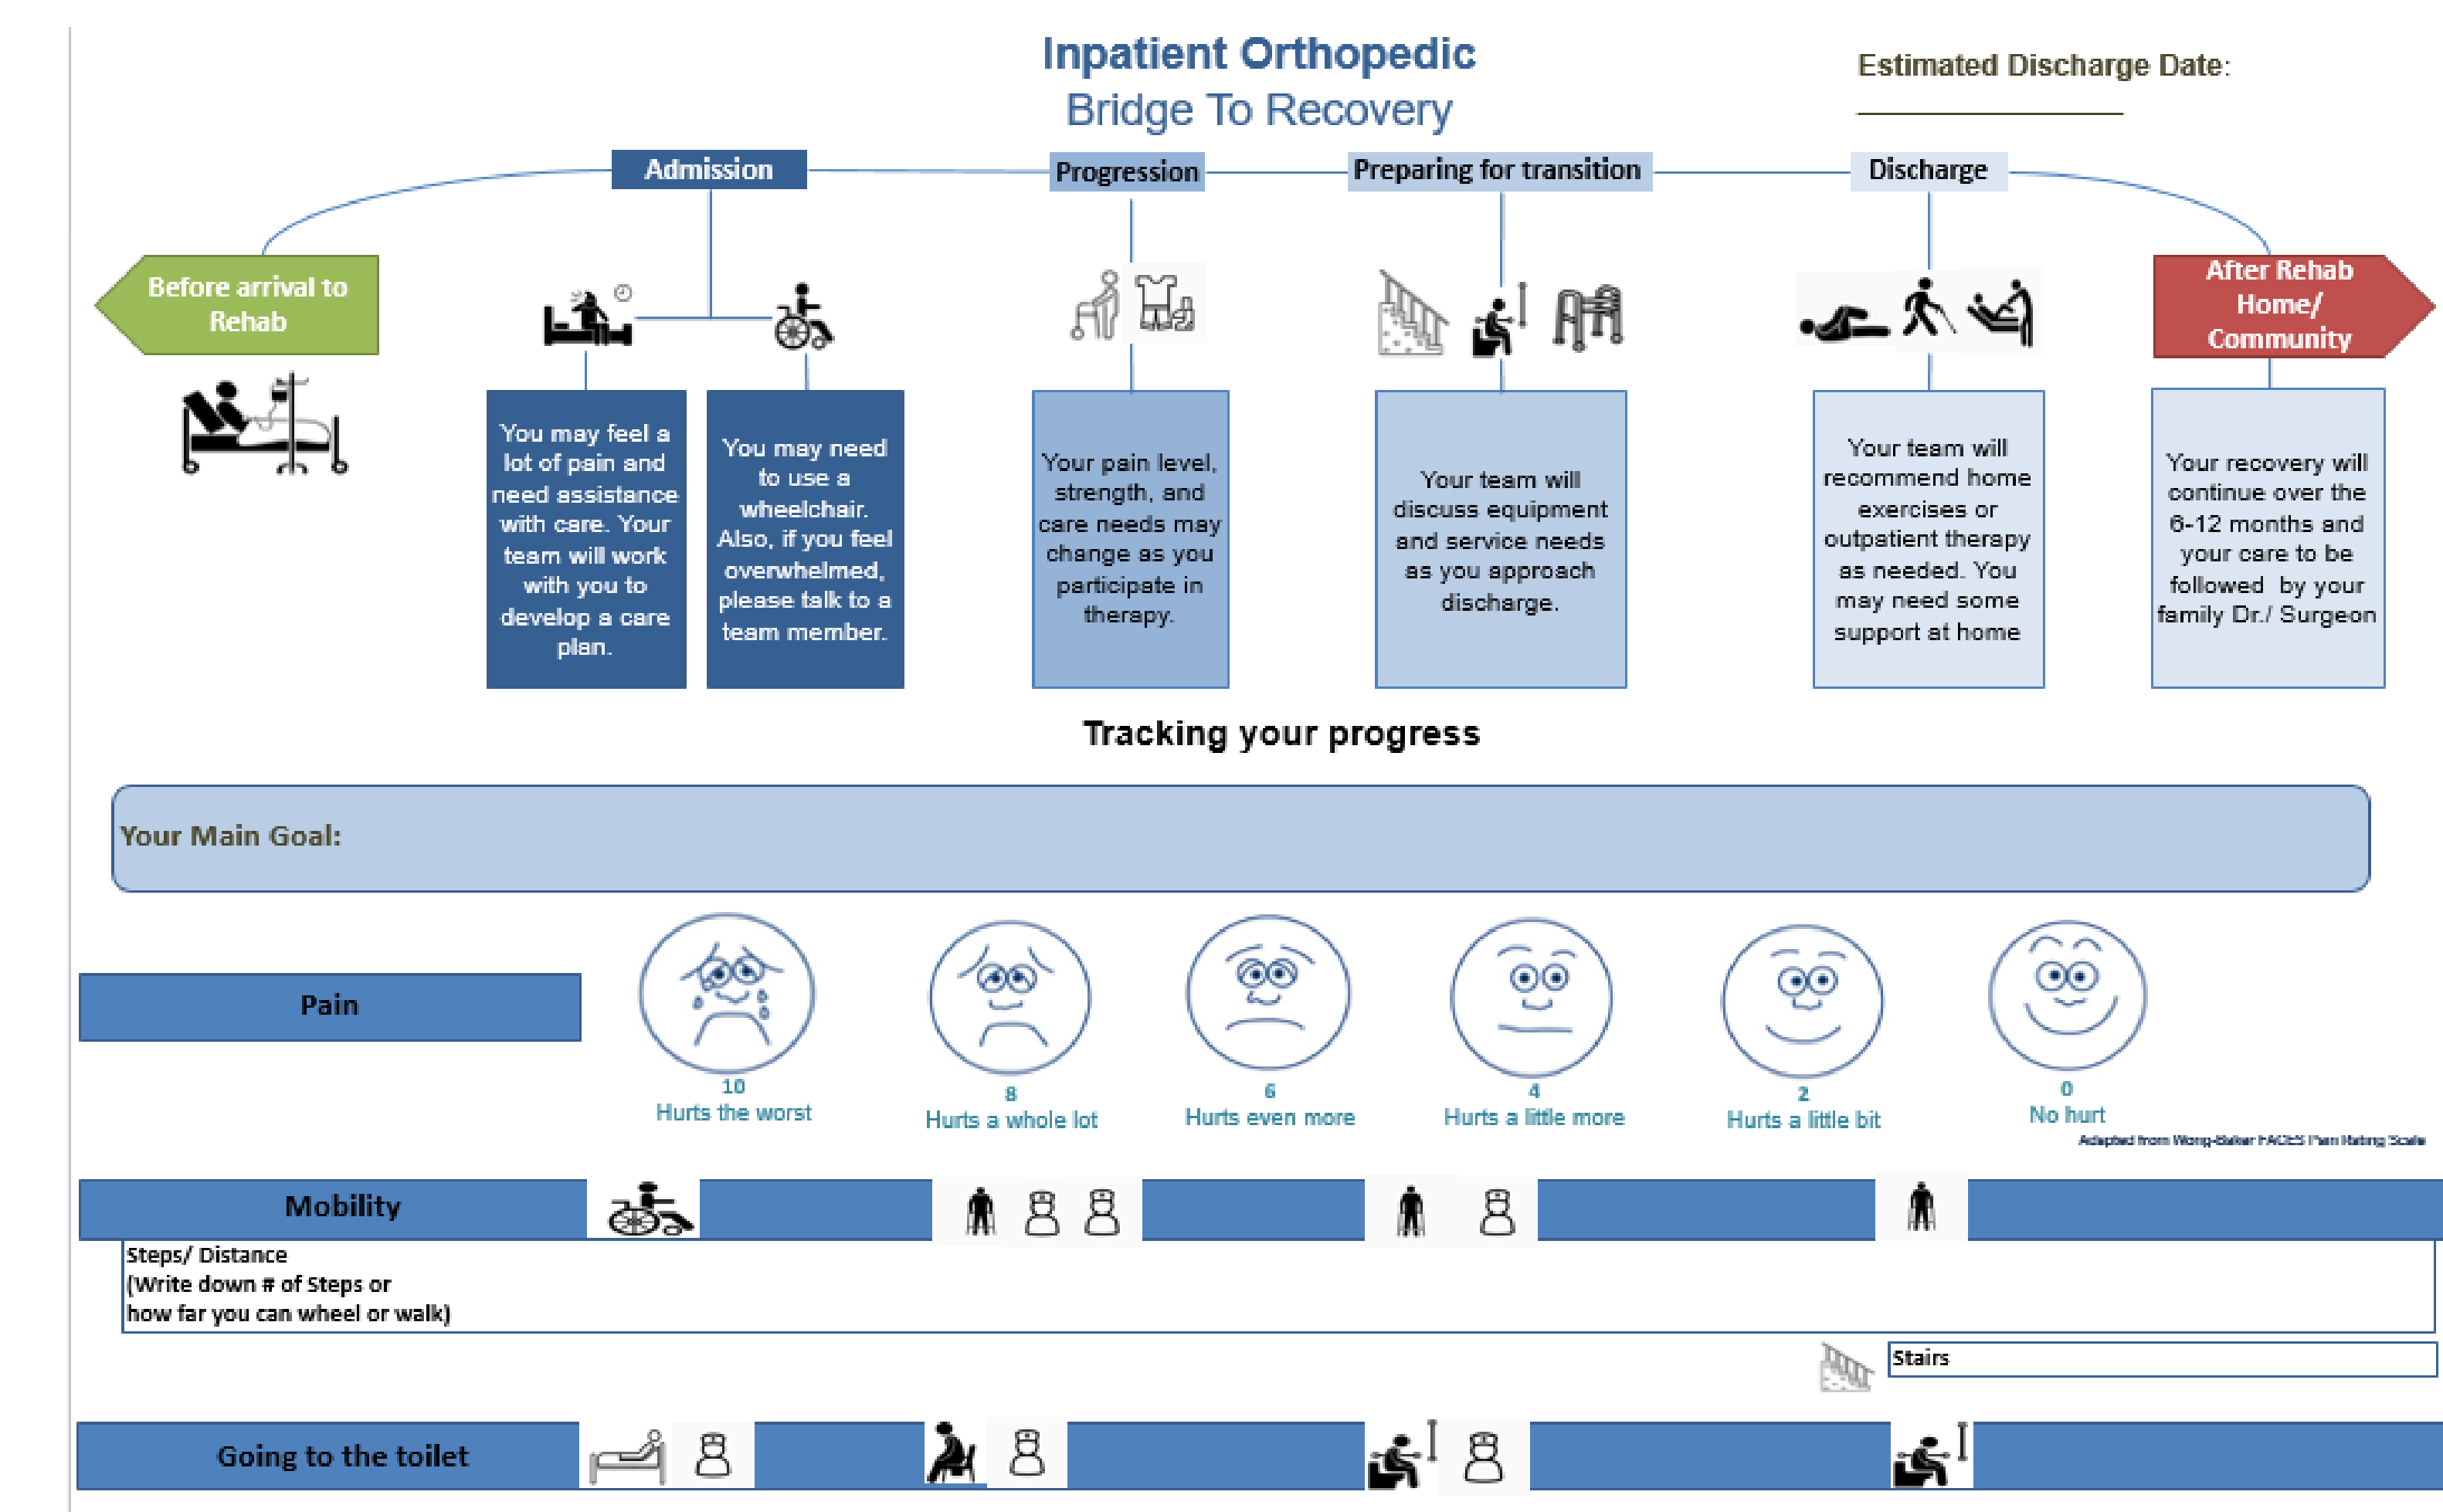 Inpatient Orthopedic
Bridge To Recovery
Estimated Discharge Date:
Admission
Progression
Preparing for transition
Discharge
Before arrival to
Rehab
After Rehab
Home/
Community
You may feel a
lot of pain and
need assistance
with care. Your
team will work
with you to
develop a care
plan.
You may need
to use a
wheelchair.
Also, if you feel
overwhelmed,
please talk to a
team member.
Your pain level,
strength, and
care needs may
change as you
participate in
therapy.
Your team will
discuss equipment
and service needs
as you approach
discharge.
Your team will
recommend home
exercises or
outpatient therapy
as needed. You
may need some
support at home
Your recovery will
continue over the
6-12 months and
your care to be
followed by your
family Dr./ Surgeon
Tracking your progress
Your Main Goal:
Pain
10
Hurts the worst
8
Hurts a whole lot
6
Hurts even more
4
Hurts a little more
2
Hurts a little bit
0
No hurt
Adapted from Wong-Baker FACES Pain Rating Scale
Mobility
Steps/ Distance
(Write down # of Steps or
how far you can wheel or walk)
Stairs
Going to the toilet